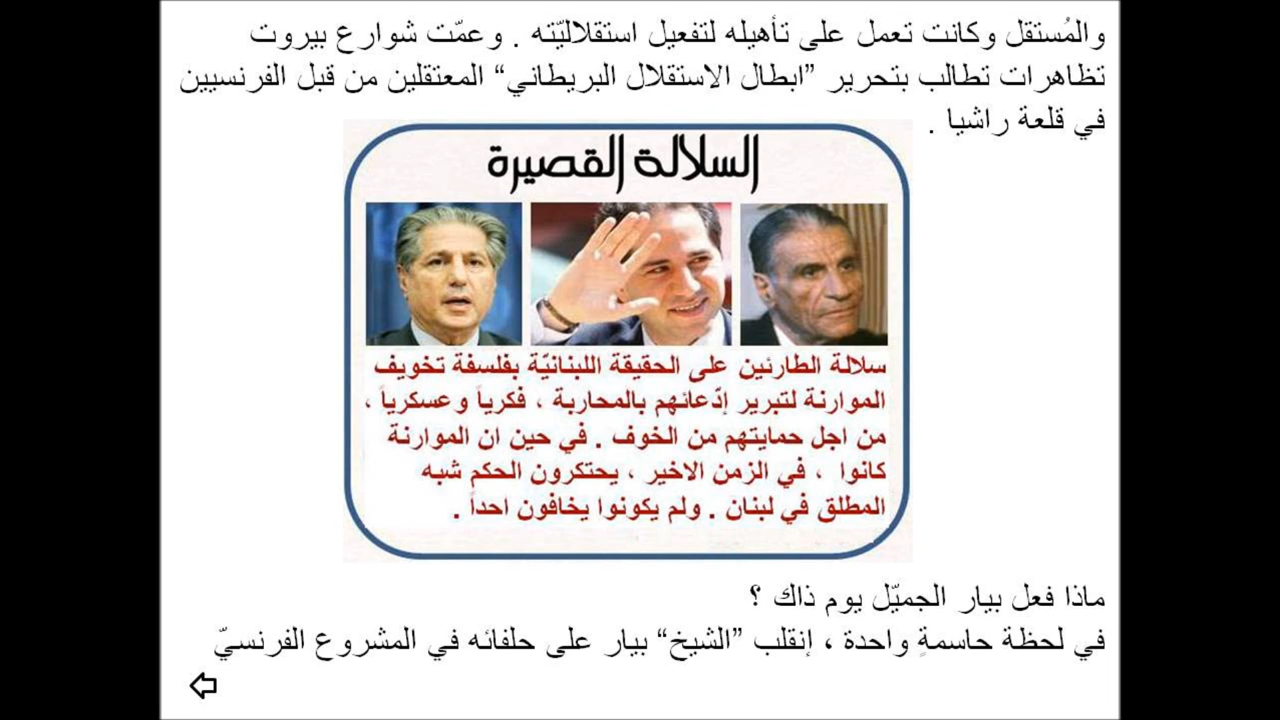 والمُستقل وكانت تعمل على تأهيله لتفعيل استقلاليّته . وعمّت شوارع بيروت
تظاهرات تطالب بتحرير ”ابطال الاستقلال البريطاني“ المعتقلين من قبل الفرنسيين
في قلعة راشيا .
السلالة القصيرة
سلالة الطارئين على الحقيقة اللبنانيّة بفلسفة تخويف
الموارنة لتبرير إدّعائهم بالمحاربة ، فكرياً وعسكرياً ،
من اجل حمايتهم من الخوف . في حين ان الموارنة
كانوا ، في الزمن الاخير ، يحتكرون الحكم شبه
المطلق في لبنان . ولم يكونوا يخافون احداً .
ماذا فعل بيار الجميّل يوم ذاك ؟
في لحظة حاسمةٍ واحدة ، إنقلب ”الشيخ“ بيار على حلفائه في المشروع الفرنسيّ